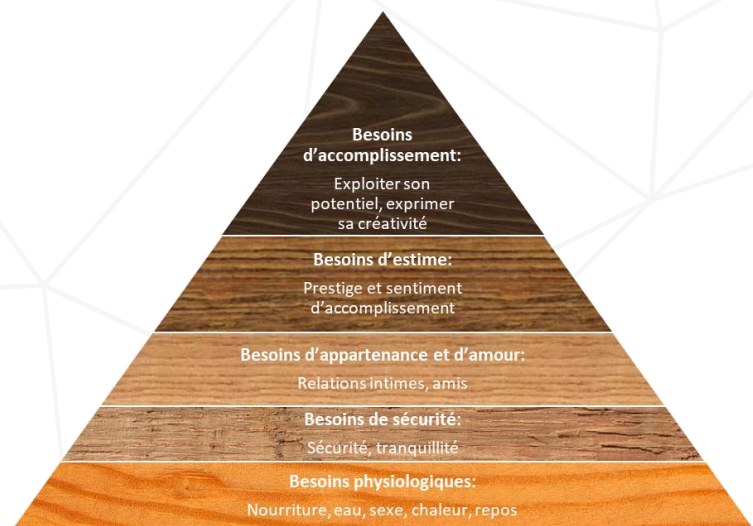 Besoins
d’accomplissement:
Exploiter son
potentiel, exprimer
sa créativité
Besoins d’estime:
Prestige et sentiment
d’accomplissement
Besoins d’appartenance et d’amour:
Relations intimes, amis
Besoins de sécurité:
Sécurité, tranquillité
Besoins physiologiques:
Nourriture, eau, sexe, chaleur, repos